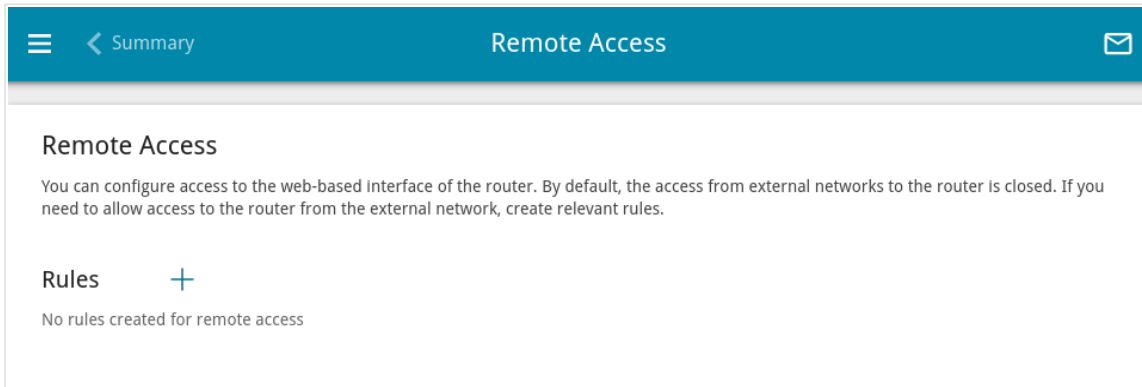 Summary
Remote Access
Remote Access
You can configure access to the web-based interface of the router. By default, the access from external networks to the router is closed. If you
need to allow access to the router from the external network, create relevant rules.
Rules
No rules created for remote access